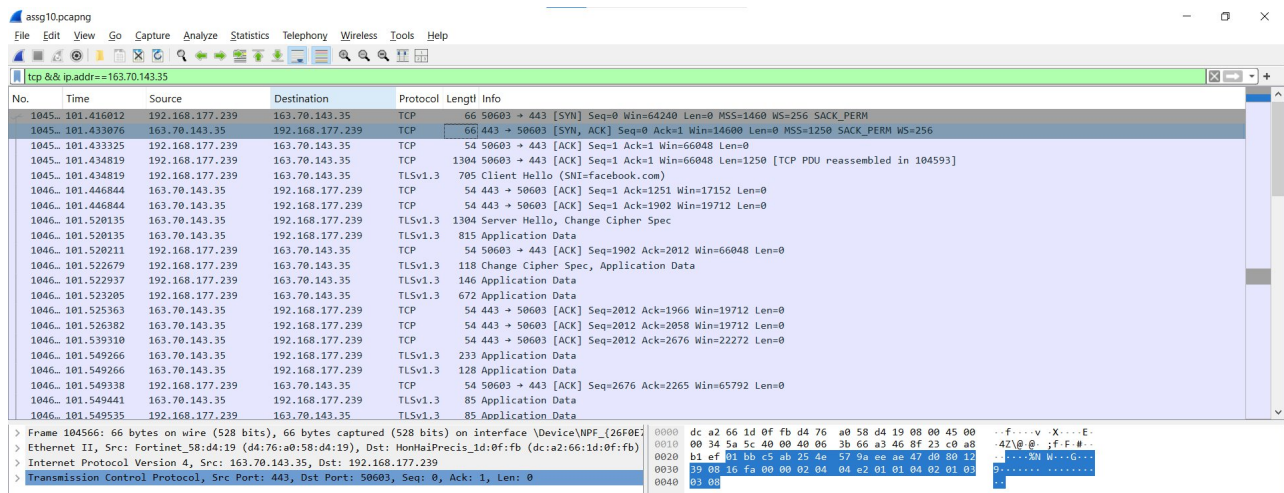 assg10.pcapng
File Edit View Go Capture Analyze Statistics Telephony Wireless Tools Help
tcp && ip.addr==163.70.143.35
No. Time Source Destination Protocol Length Info
1045… 101.416012 192.168.177.239 163.70.143.35 TCP 66 50603 → 443 [SYN] Seq=0 Win=64240 Len=0 MSS=1460 WS=256 SACK_PERM
1045… 101.433076 163.70.143.35 192.168.177.239 TCP 66 443 → 50603 [SYN, ACK] Seq=0 Ack=1 Win=14600 Len=0 MSS=1250 SACK_PERM WS=256
1045… 101.433325 192.168.177.239 163.70.143.35 TCP 54 50603 → 443 [ACK] Seq=1 Ack=1 Win=66048 Len=0
1045… 101.434819 192.168.177.239 163.70.143.35 TCP 1304 50603 → 443 [ACK] Seq=1 Ack=1 Win=66048 Len=1250 [TCP PDU reassembled in 104593]
1045… 101.434819 192.168.177.239 163.70.143.35 TLSv1.3 705 Client Hello (SNI=facebook.com)
1046… 101.446844 163.70.143.35 192.168.177.239 TCP 54 443 → 50603 [ACK] Seq=1 Ack=1251 Win=17152 Len=0
1046… 101.446844 163.70.143.35 192.168.177.239 TCP 54 443 → 50603 [ACK] Seq=1 Ack=1902 Win=19712 Len=0
1046… 101.520135 163.70.143.35 192.168.177.239 TLSv1.3 1304 Server Hello, Change Cipher Spec
1046… 101.520135 163.70.143.35 192.168.177.239 TLSv1.3 815 Application Data
1046… 101.520211 192.168.177.239 163.70.143.35 TCP 54 50603 → 443 [ACK] Seq=1902 Ack=2012 Win=66048 Len=0
1046… 101.522679 192.168.177.239 163.70.143.35 TLSv1.3 118 Change Cipher Spec, Application Data
1046… 101.522937 192.168.177.239 163.70.143.35 TLSv1.3 146 Application Data
1046… 101.523205 192.168.177.239 163.70.143.35 TLSv1.3 672 Application Data
1046… 101.525363 163.70.143.35 192.168.177.239 TCP 54 443 → 50603 [ACK] Seq=2012 Ack=1966 Win=19712 Len=0
1046… 101.526382 163.70.143.35 192.168.177.239 TCP 54 443 → 50603 [ACK] Seq=2012 Ack=2058 Win=19712 Len=0
1046… 101.539310 163.70.143.35 192.168.177.239 TCP 54 443 → 50603 [ACK] Seq=2012 Ack=2676 Win=22272 Len=0
1046… 101.549266 163.70.143.35 192.168.177.239 TLSv1.3 233 Application Data
1046… 101.549266 163.70.143.35 192.168.177.239 TLSv1.3 128 Application Data
1046… 101.549338 192.168.177.239 163.70.143.35 TCP 54 50603 → 443 [ACK] Seq=2676 Ack=2265 Win=65792 Len=0
1046… 101.549441 192.168.177.239 163.70.143.35 TLSv1.3 85 Application Data
1046… 101.549535 192.168.177.239 163.70.143.35 TLSv1.3 85 Application Data
> Frame 104566: 66 bytes on wire (528 bits), 66 bytes captured (528 bits) on interface \Device\NPF_{26F0E
> Ethernet II, Src: Fortinet_58:d4:19 (d4:76:a0:58:d4:19), Dst: HonHaiPrecis_1d:0f:fb (dc:a2:66:1d:0f:fb)
> Internet Protocol Version 4, Src: 163.70.143.35, Dst: 192.168.177.239
> Transmission Control Protocol, Src Port: 443, Dst Port: 50603, Seq: 0, Ack: 1, Len: 0
0000 dc a2 66 1d 0f fb d4 76 a0 58 d4 19 08 00 45 00 ··f····v ·X····E·
0010 00 34 5a 5c 40 00 40 06 3b 66 a3 46 8f 23 c0 a8 ·4Z\@·@· ;f·F·#··
0020 b1 ef 01 bb c5 ab 25 4e 57 9a ee ae 47 d0 80 12 ······%N W···G···
0030 39 08 16 fa 00 00 02 04 04 e2 01 01 04 02 01 03 9······· ········
0040 03 08 ··